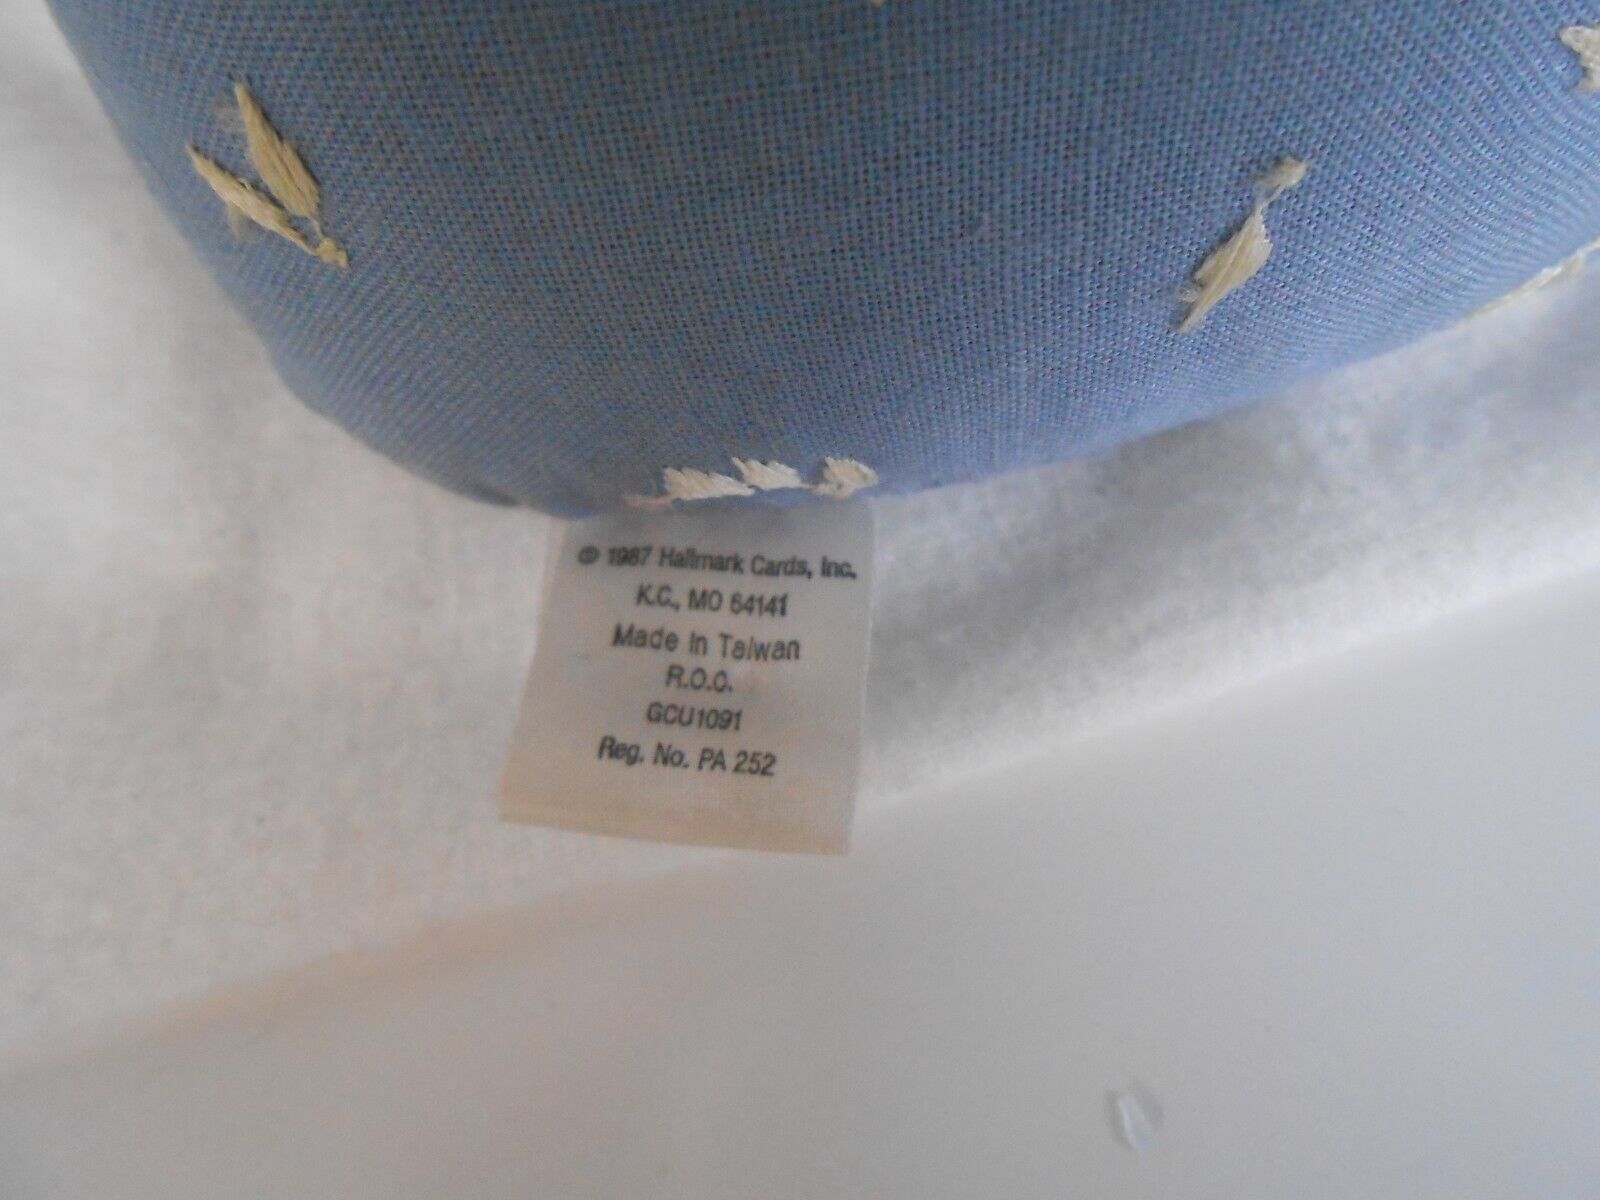 © 1987 Hallmark Cards, Inc.
K.C., MO 64141
Made In Taiwan
R.O.C.
GCU1091
Reg. No. PA 252